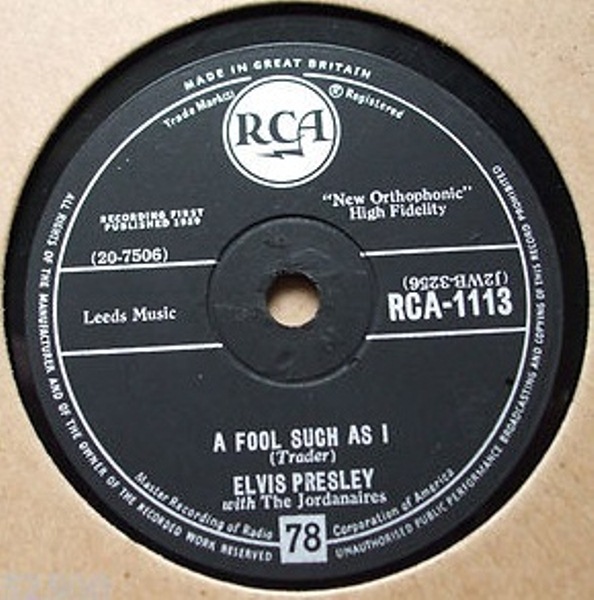 MADE IN GREAT BRITAIN
Trade Mark(s) ® Registered
RCA
"New Orthophonic"
High Fidelity
RECORDING FIRST
PUBLISHED 1959
(20-7506)
(J2WB-3256)
Leeds Music
RCA-1113
A FOOL SUCH AS I
(Trader)
ELVIS PRESLEY
with The Jordanaires
Master Recording of Radio Corporation of America
78
ALL RIGHTS OF THE MANUFACTURER AND OF THE OWNER OF THE RECORDED WORK RESERVED
UNAUTHORISED PUBLIC PERFORMANCE BROADCASTING AND COPYING OF THIS RECORD PROHIBITED